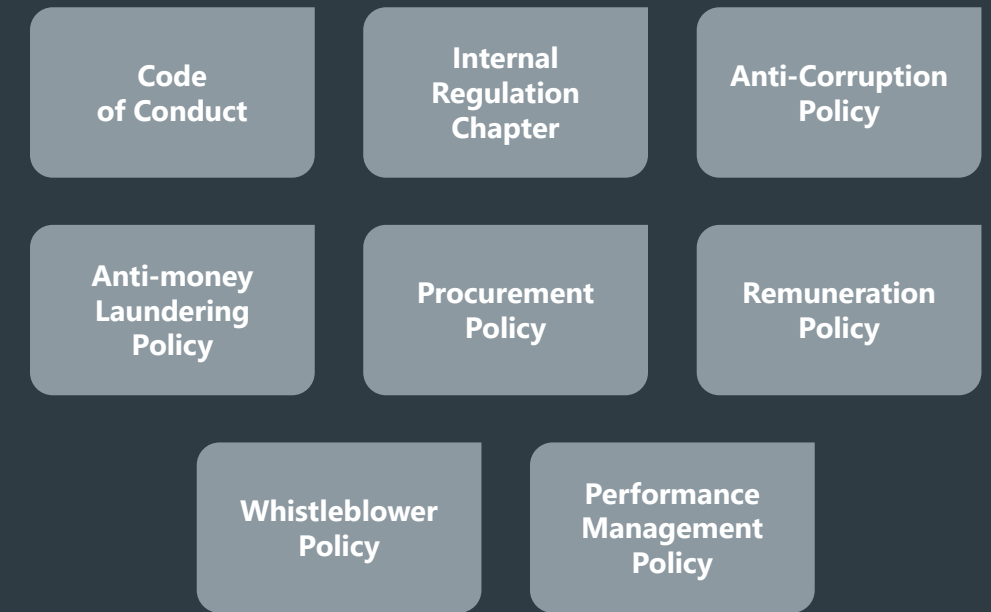 Code
of Conduct
Internal
Regulation
Chapter
Anti-Corruption
Policy
Anti-money
Laundering
Policy
Procurement
Policy
Remuneration
Policy
Whistleblower
Policy
Performance
Management
Policy